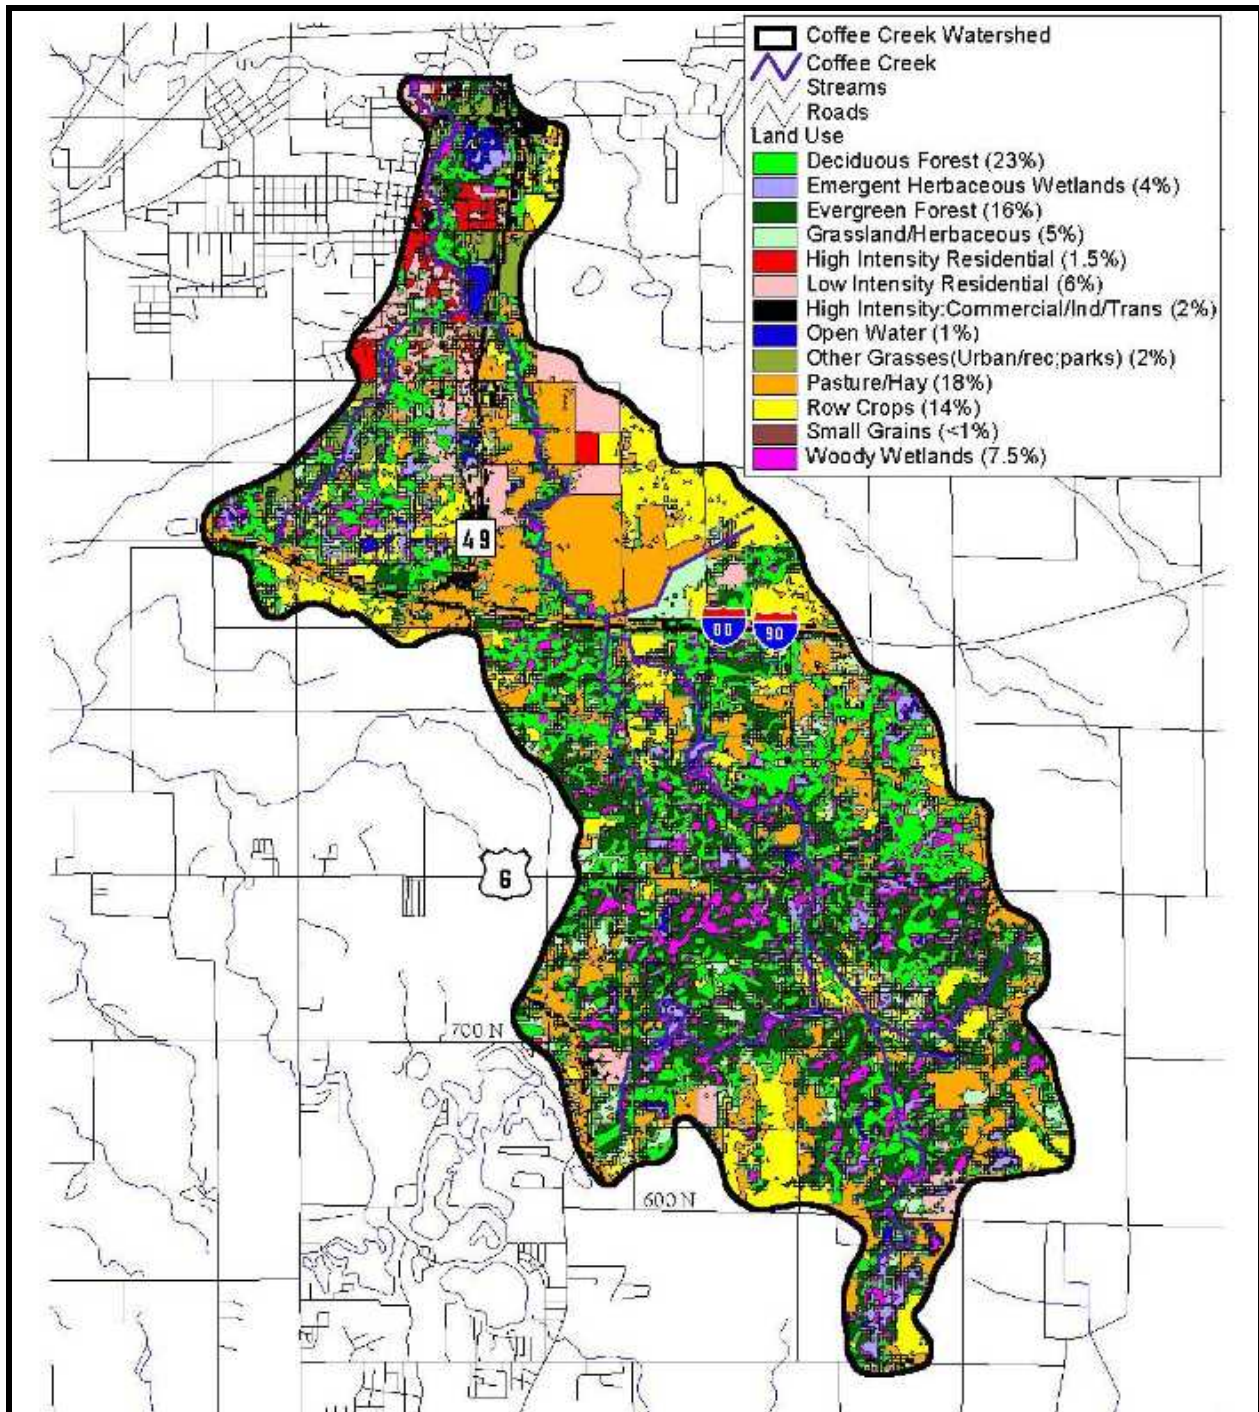 Coffee Creek Watershed
Coffee Creek
Streams
Roads
Land Use
Deciduous Forest (23%)
Emergent Herbaceous Wetlands (4%)
Evergreen Forest (16%)
Grassland/Herbaceous (5%)
High Intensity Residential (1.5%)
Low Intensity Residential (6%)
High Intensity:Commercial/Ind/Trans (2%)
Open Water (1%)
Other Grasses(Urban/rec;parks) (2%)
Pasture/Hay (18%)
Row Crops (14%)
Small Grains (<1%)
Woody Wetlands (7.5%)
49
80 90
6
700 N
600 N